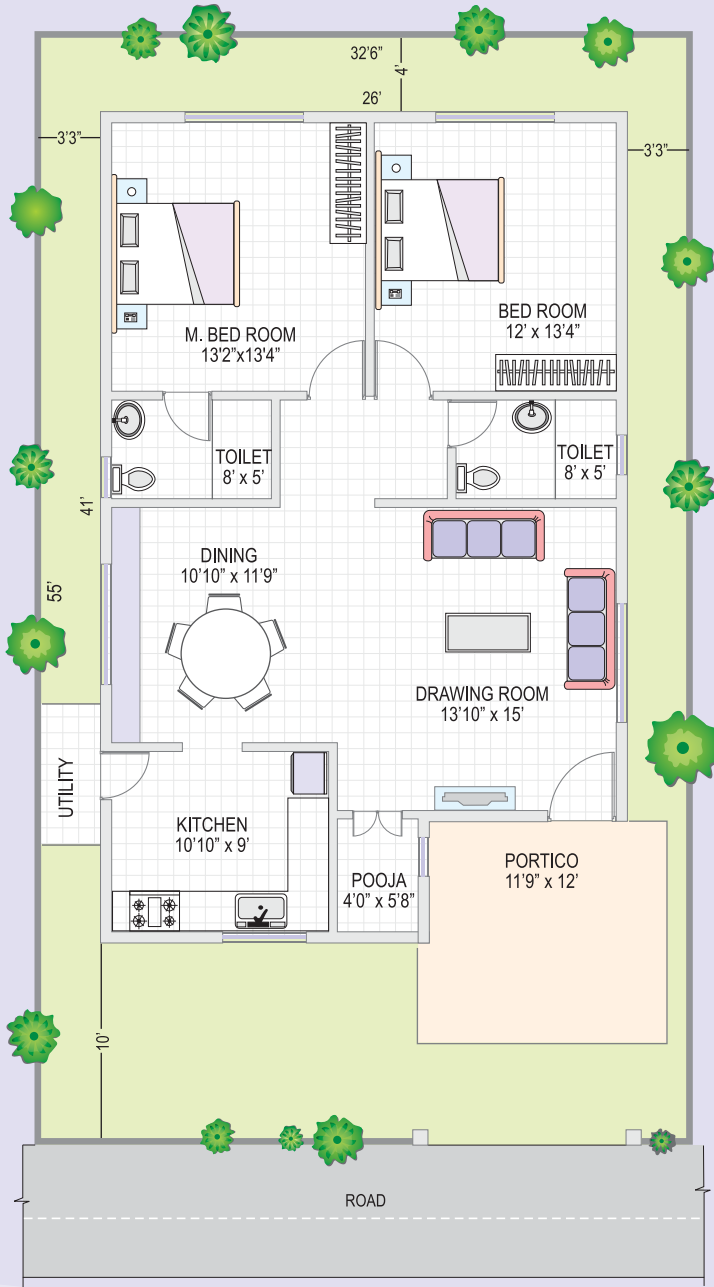 32'6"
4'
26'
3'3"
3'3"
M. BED ROOM
13'2"x13'4"
BED ROOM
12' x 13'4"
TOILET
8' x 5'
TOILET
8' x 5'
41'
55'
DINING
10'10" x 11'9"
DRAWING ROOM
13'10" x 15'
UTILITY
KITCHEN
10'10" x 9'
POOJA
4'0" x 5'8"
PORTICO
11'9" x 12'
10'
ROAD